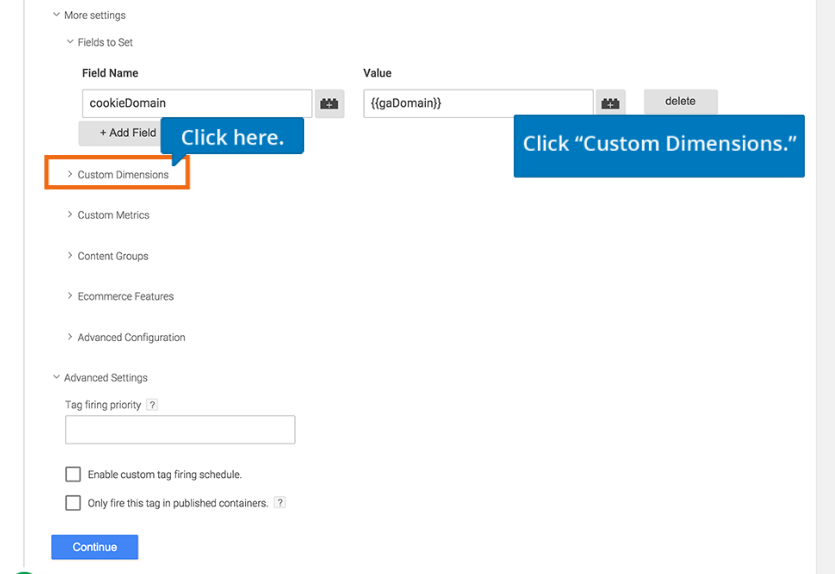 More settings
Fields to Set
Field Name Value
cookieDomain {{gaDomain}} delete
+ Add Field Click here. Click “Custom Dimensions.”
Custom Dimensions
Custom Metrics
Content Groups
Ecommerce Features
Advanced Configuration
Advanced Settings
Tag firing priority ?
Enable custom tag firing schedule.
Only fire this tag in published containers. ?
Continue